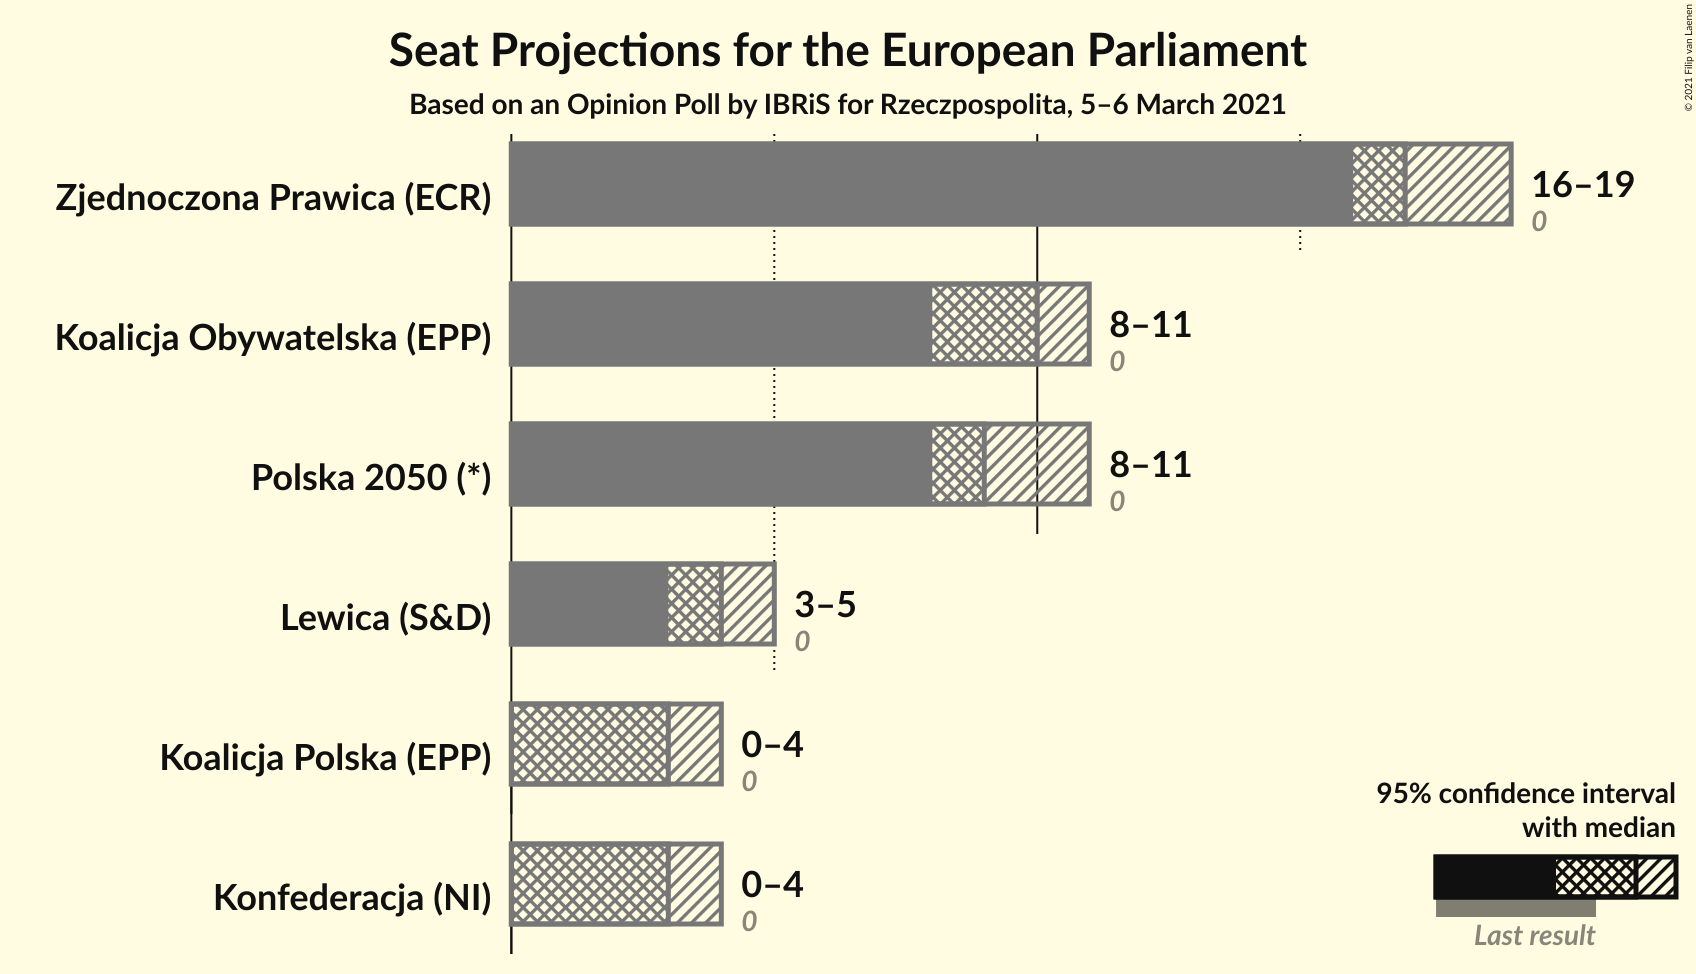 Seat Projections for the European Parliament
Based on an Opinion Poll by IBRiS for Rzeczpospolita, 5–6 March 2021
© 2021 Filip van Laenen
Zjednoczona Prawica (ECR)
16–19
0
Koalicja Obywatelska (EPP)
8–11
0
Polska 2050 (*)
8–11
0
Lewica (S&D)
3–5
0
Koalicja Polska (EPP)
0–4
0
Konfederacja (NI)
0–4
0
95% confidence interval
with median
Last result